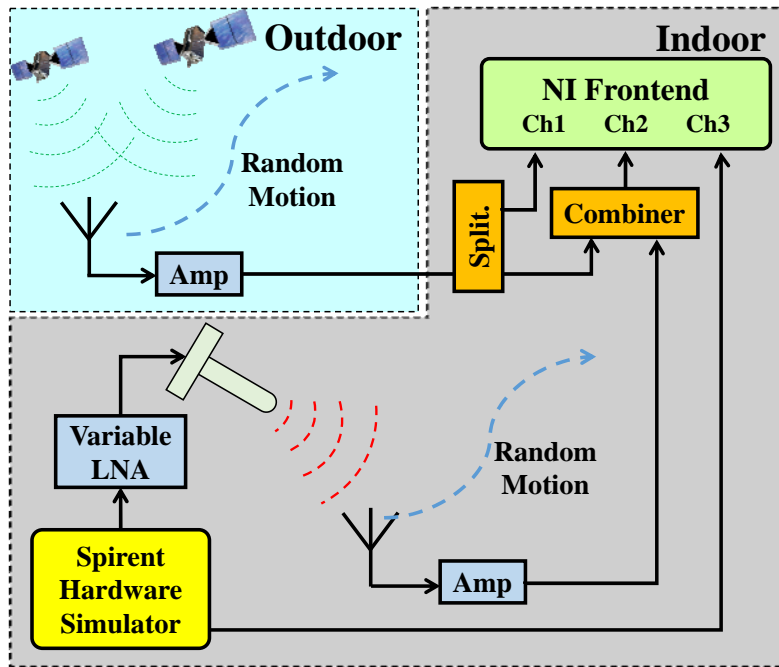 Outdoor
Indoor
NI Frontend
Ch1 Ch2 Ch3
Random
Motion
Split.
Combiner
Amp
Variable
LNA
Random
Motion
Spirent
Hardware
Simulator
Amp